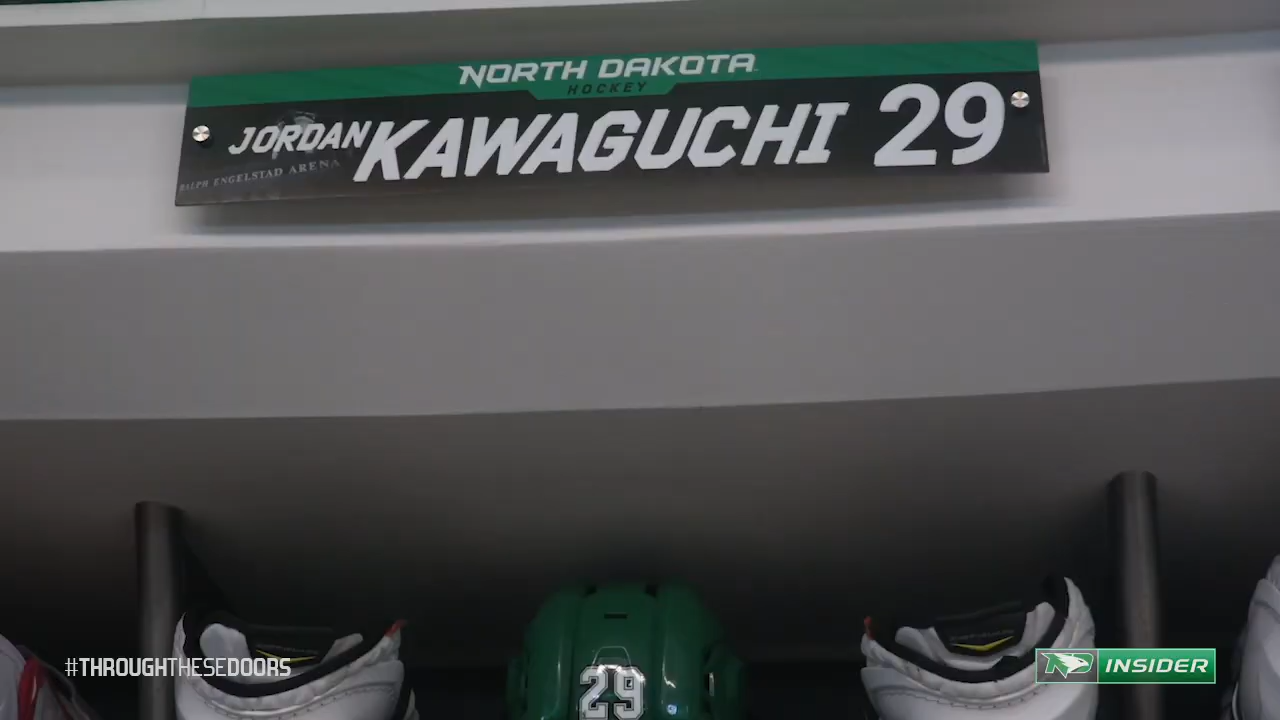 NORTH DAKOTA
HOCKEY
JORDAN KAWAGUCHI 29
RALPH ENGELSTAD ARENA
29
#THROUGHTHESEDOORS
INSIDER